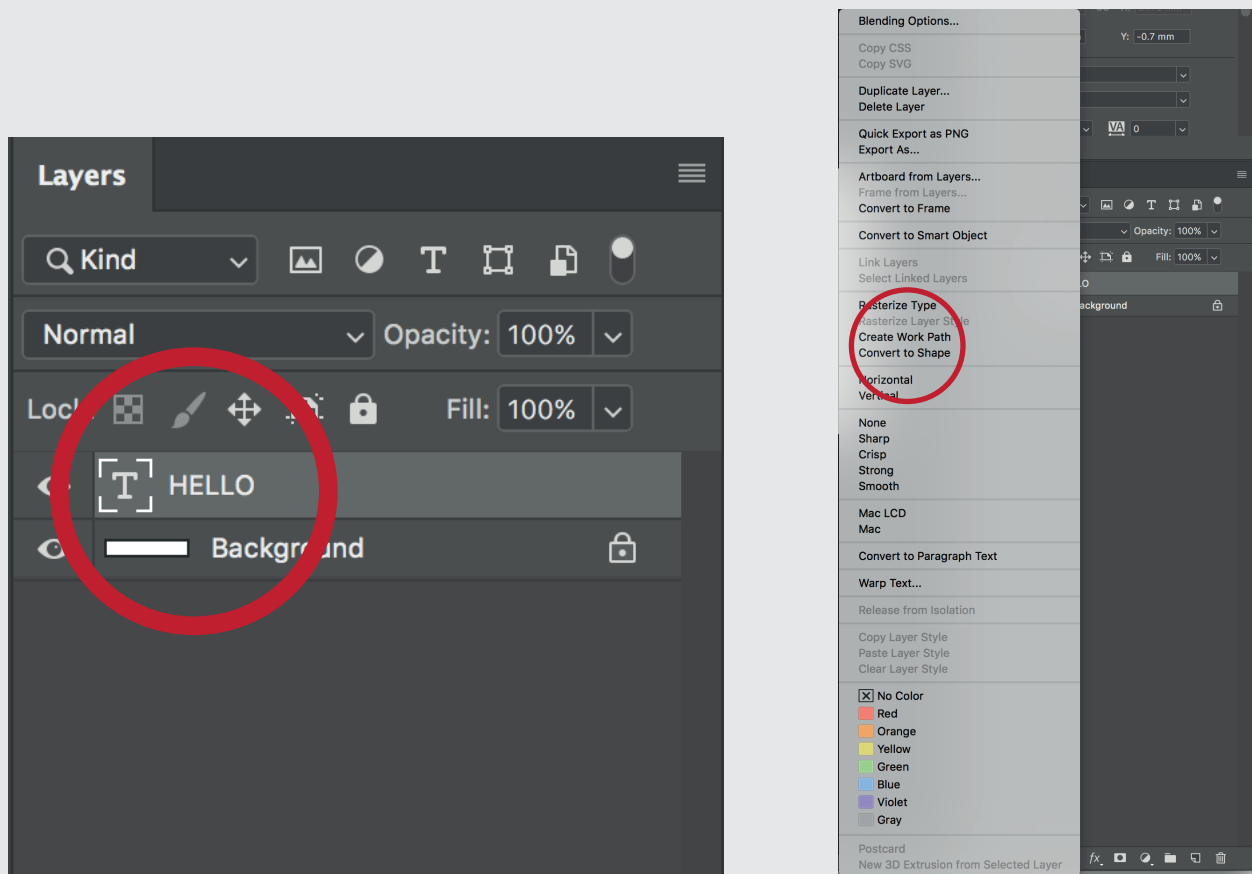 Layers
Kind
Normal
Opacity: 100%
Lock:
Fill: 100%
T HELLO
Background
Blending Options...
Copy CSS
Copy SVG
Duplicate Layer...
Delete Layer
Quick Export as PNG
Export As...
Artboard from Layers...
Frame from Layers...
Convert to Frame
Convert to Smart Object
Link Layers
Select Linked Layers
Rasterize Type
Rasterize Layer Style
Create Work Path
Convert to Shape
Horizontal
Vertical
None
Sharp
Crisp
Strong
Smooth
Mac LCD
Mac
Convert to Paragraph Text
Warp Text...
Release from Isolation
Copy Layer Style
Paste Layer Style
Clear Layer Style
No Color
Red
Orange
Yellow
Green
Blue
Violet
Gray
Postcard
New 3D Extrusion from Selected Layer
Y: -0.7 mm
VA 0
T
Opacity: 100%
Fill: 100%
LO
ackground
fx